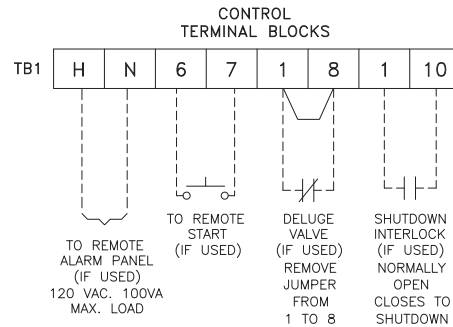 CONTROL
TERMINAL BLOCKS
TB1 H N 6 7 1 8 1 10
TO REMOTE
ALARM PANEL
(IF USED)
120 VAC. 100VA
MAX. LOAD
TO REMOTE
START
(IF USED)
DELUGE
VALVE
(IF USED)
REMOVE
JUMPER
FROM
1 TO 8
SHUTDOWN
INTERLOCK
(IF USED)
NORMALLY
OPEN
CLOSES TO
SHUTDOWN